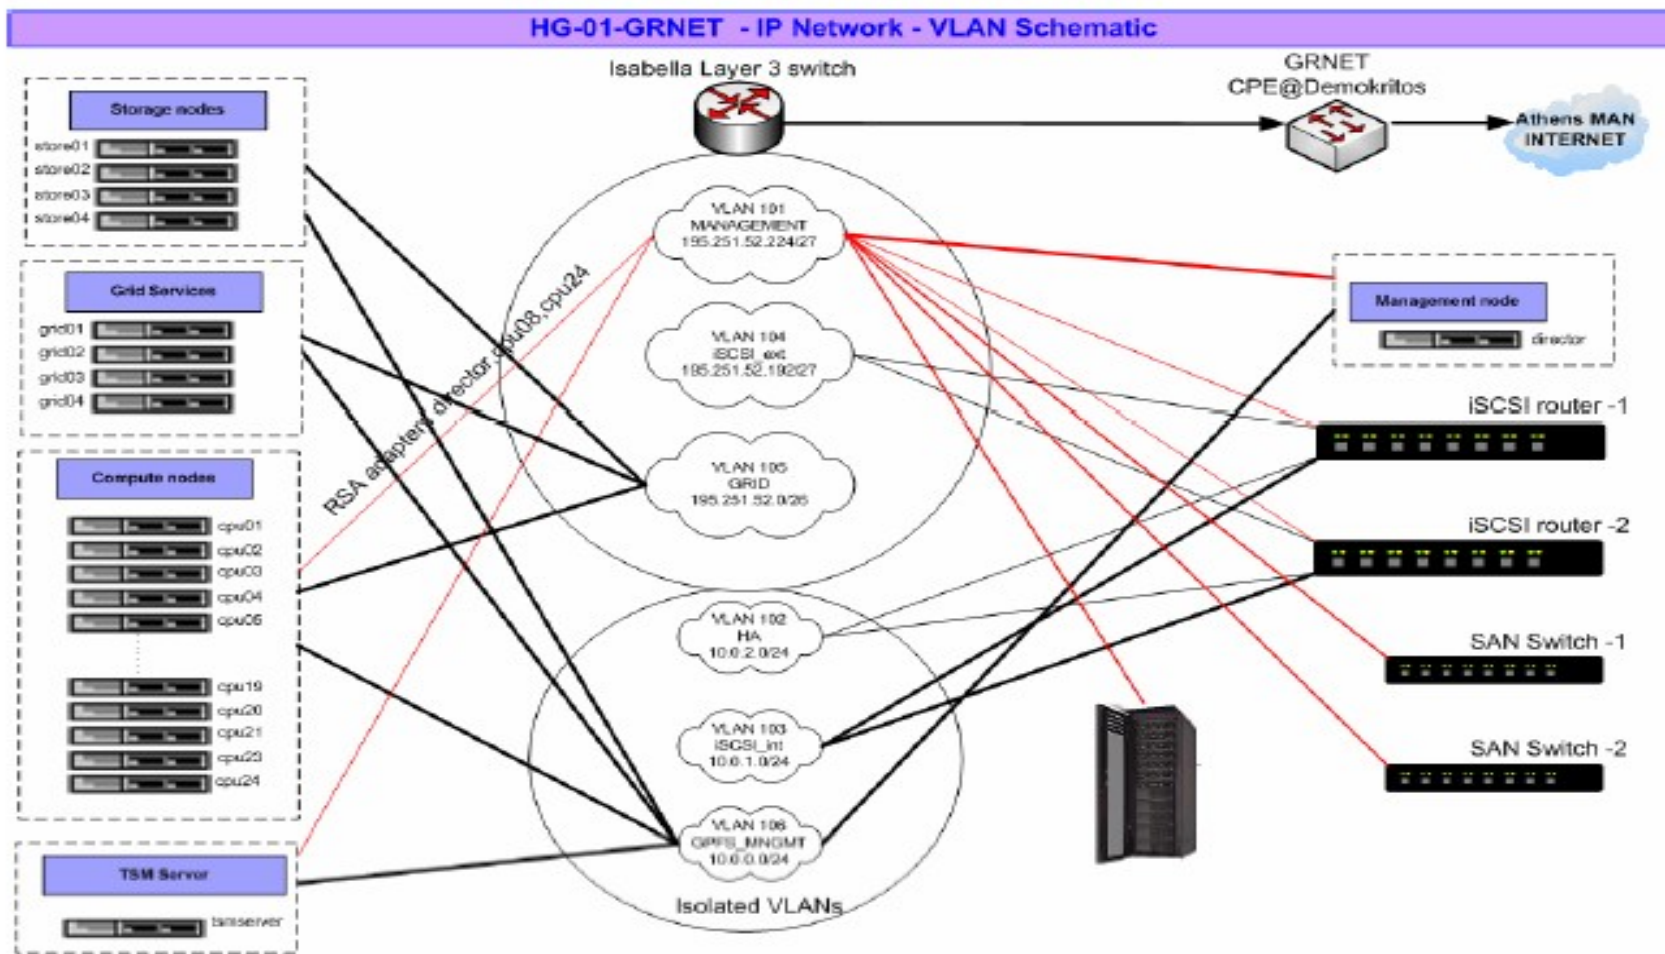 HG-01-GRNET - IP Network - VLAN Schematic
Isabella Layer 3 switch
GRNET
CPE@Demokritos
Athens MAN
INTERNET
Storage nodes
store01
store02
store03
store04
Grid Services
grid01
grid02
grid03
grid04
Compute nodes
cpu01
cpu02
cpu03
cpu04
cpu05
cpu19
cpu20
cpu21
cpu23
cpu24
TSM Server
tsmserver
RSA adapters director,cpu08,cpu24
VLAN 101
MANAGEMENT
195.251.52.224/27
VLAN 104
iSCSI_ext
195.251.52.192/27
VLAN 105
GRID
195.251.52.0/26
VLAN 102
HA
10.0.2.0/24
VLAN 103
iSCSI_int
10.0.1.0/24
VLAN 106
GPFS_MNGMT
10.0.0.0/24
Isolated VLANs
Management node
director
iSCSI router -1
iSCSI router -2
SAN Switch -1
SAN Switch -2